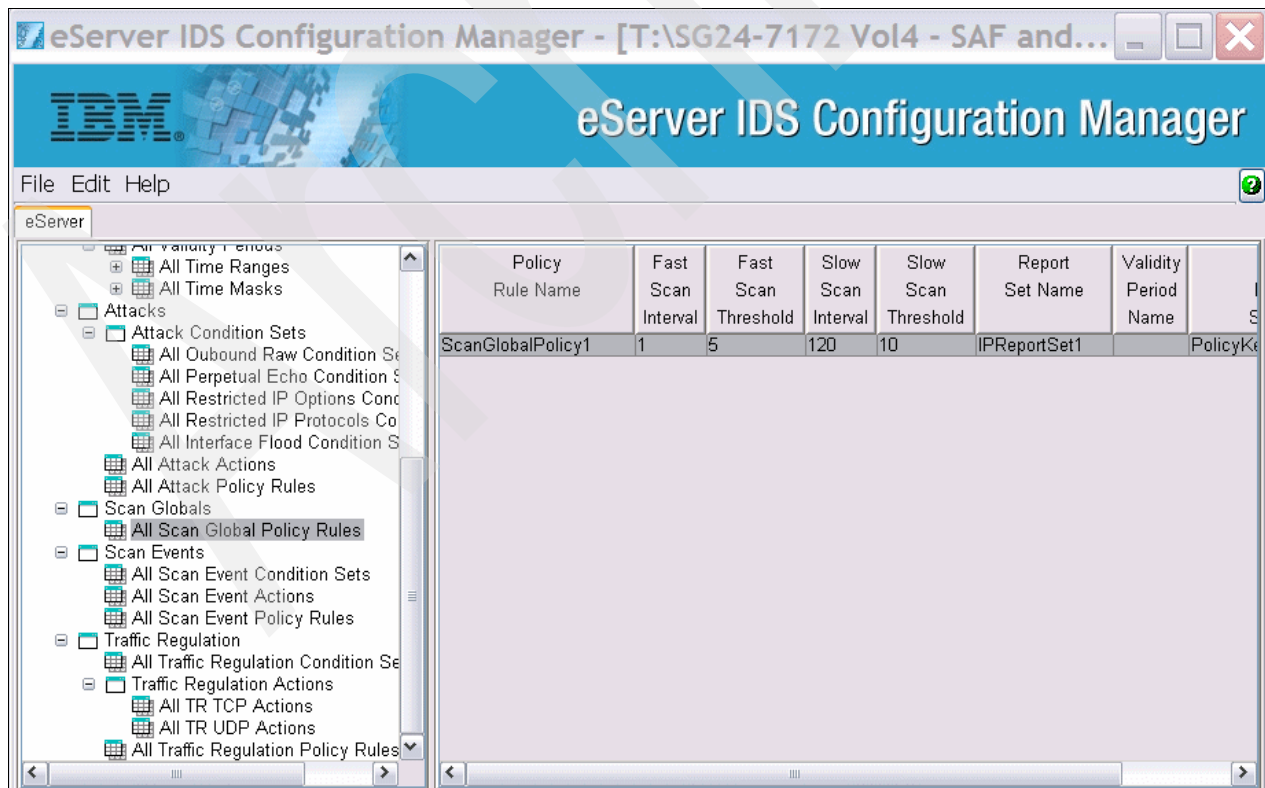 eServer IDS Configuration Manager - [T:\SG24-7172 Vol4 - SAF and...
IBM®
eServer IDS Configuration Manager
File Edit Help
eServer
All Validity Periods
All Time Ranges
All Time Masks
Attacks
Attack Condition Sets
All Oubound Raw Condition Se
All Perpetual Echo Condition S
All Restricted IP Options Cond
All Restricted IP Protocols Co
All Interface Flood Condition S
All Attack Actions
All Attack Policy Rules
Scan Globals
All Scan Global Policy Rules
Scan Events
All Scan Event Condition Sets
All Scan Event Actions
All Scan Event Policy Rules
Traffic Regulation
All Traffic Regulation Condition Se
Traffic Regulation Actions
All TR TCP Actions
All TR UDP Actions
All Traffic Regulation Policy Rules
Policy Fast Fast Slow Slow Report Validity
Rule Name Scan Scan Scan Scan Set Name Period
Interval Threshold Interval Threshold Name S
ScanGlobalPolicy1 1 5 120 10 IPReportSet1 PolicyKe